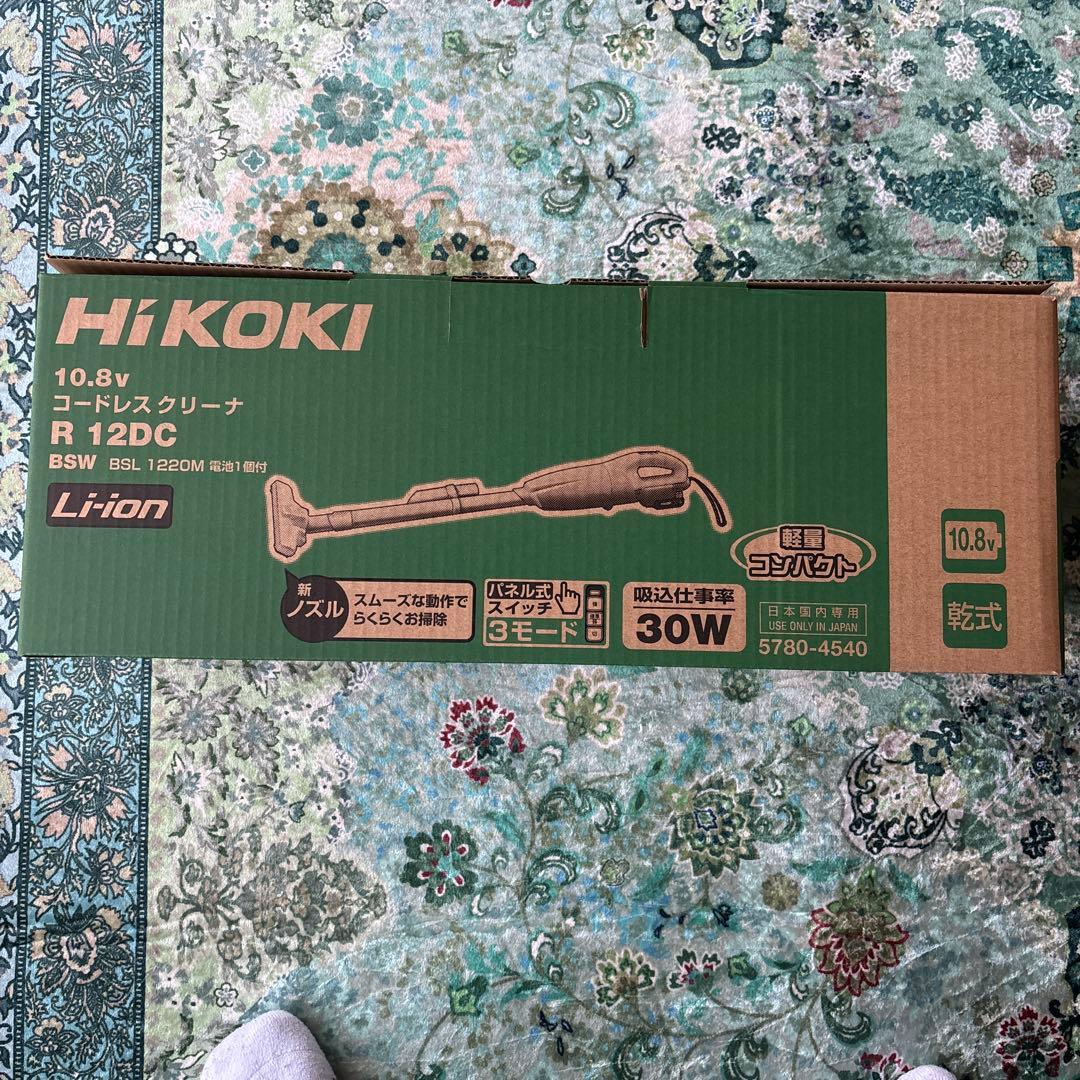 HiKOKI
10.8v
コードレスクリーナ
R 12DC
BSW BSL 1220M 電池1個付
Li-ion
新
ノズル
スムーズな動作で
らくらくお掃除
パネル式
スイッチ
3モード
吸込仕事率
30W
軽量
コンパクト
日本国内専用
USE ONLY IN JAPAN
5780-4540
10.8v
乾式